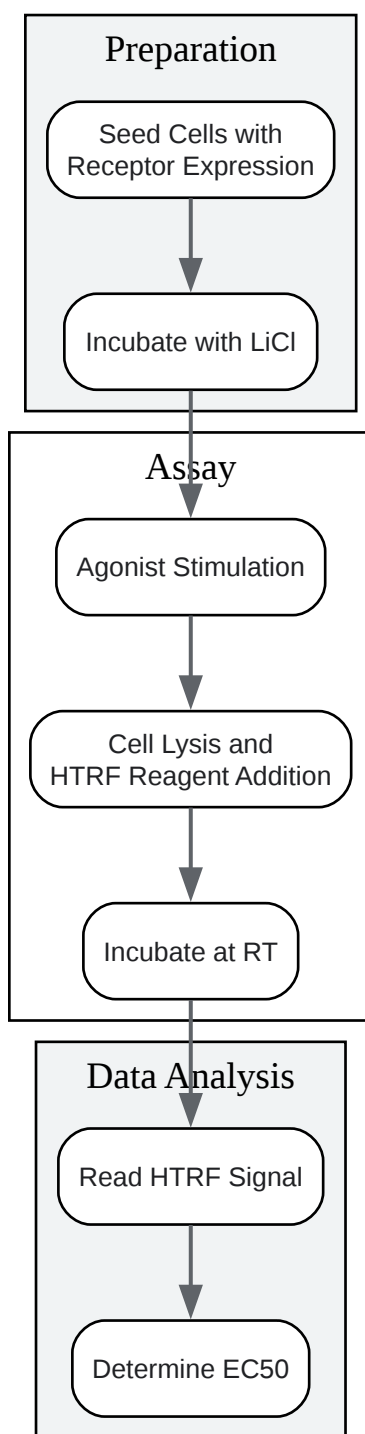 Preparation
Seed Cells with
Receptor Expression
Incubate with LiCl
Assay
Agonist Stimulation
Cell Lysis and
HTRF Reagent Addition
Incubate at RT
Data Analysis
Read HTRF Signal
Determine EC50